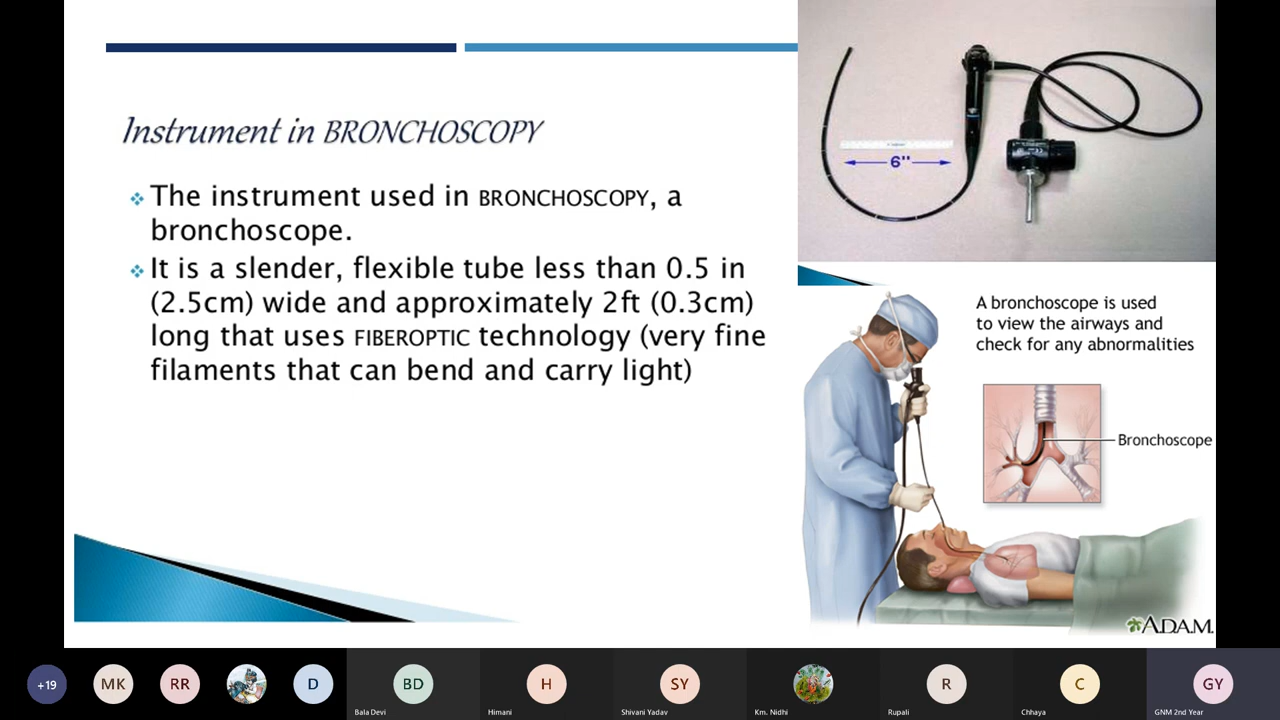 Instrument in BRONCHOSCOPY
The instrument used in BRONCHOSCOPY, a
bronchoscope.
It is a slender, flexible tube less than 0.5 in
(2.5cm) wide and approximately 2ft (0.3cm)
long that uses FIBEROPTIC technology (very fine
filaments that can bend and carry light)
6"
A bronchoscope is used
to view the airways and
check for any abnormalities
Bronchoscope
ADAM.
+19
MK
RR
D
BD
H
SY
R
C
GY
Bala Devi
Himani
Shivani Yadav
Km. Nidhi
Rupali
Chhaya
GNM 2nd Year